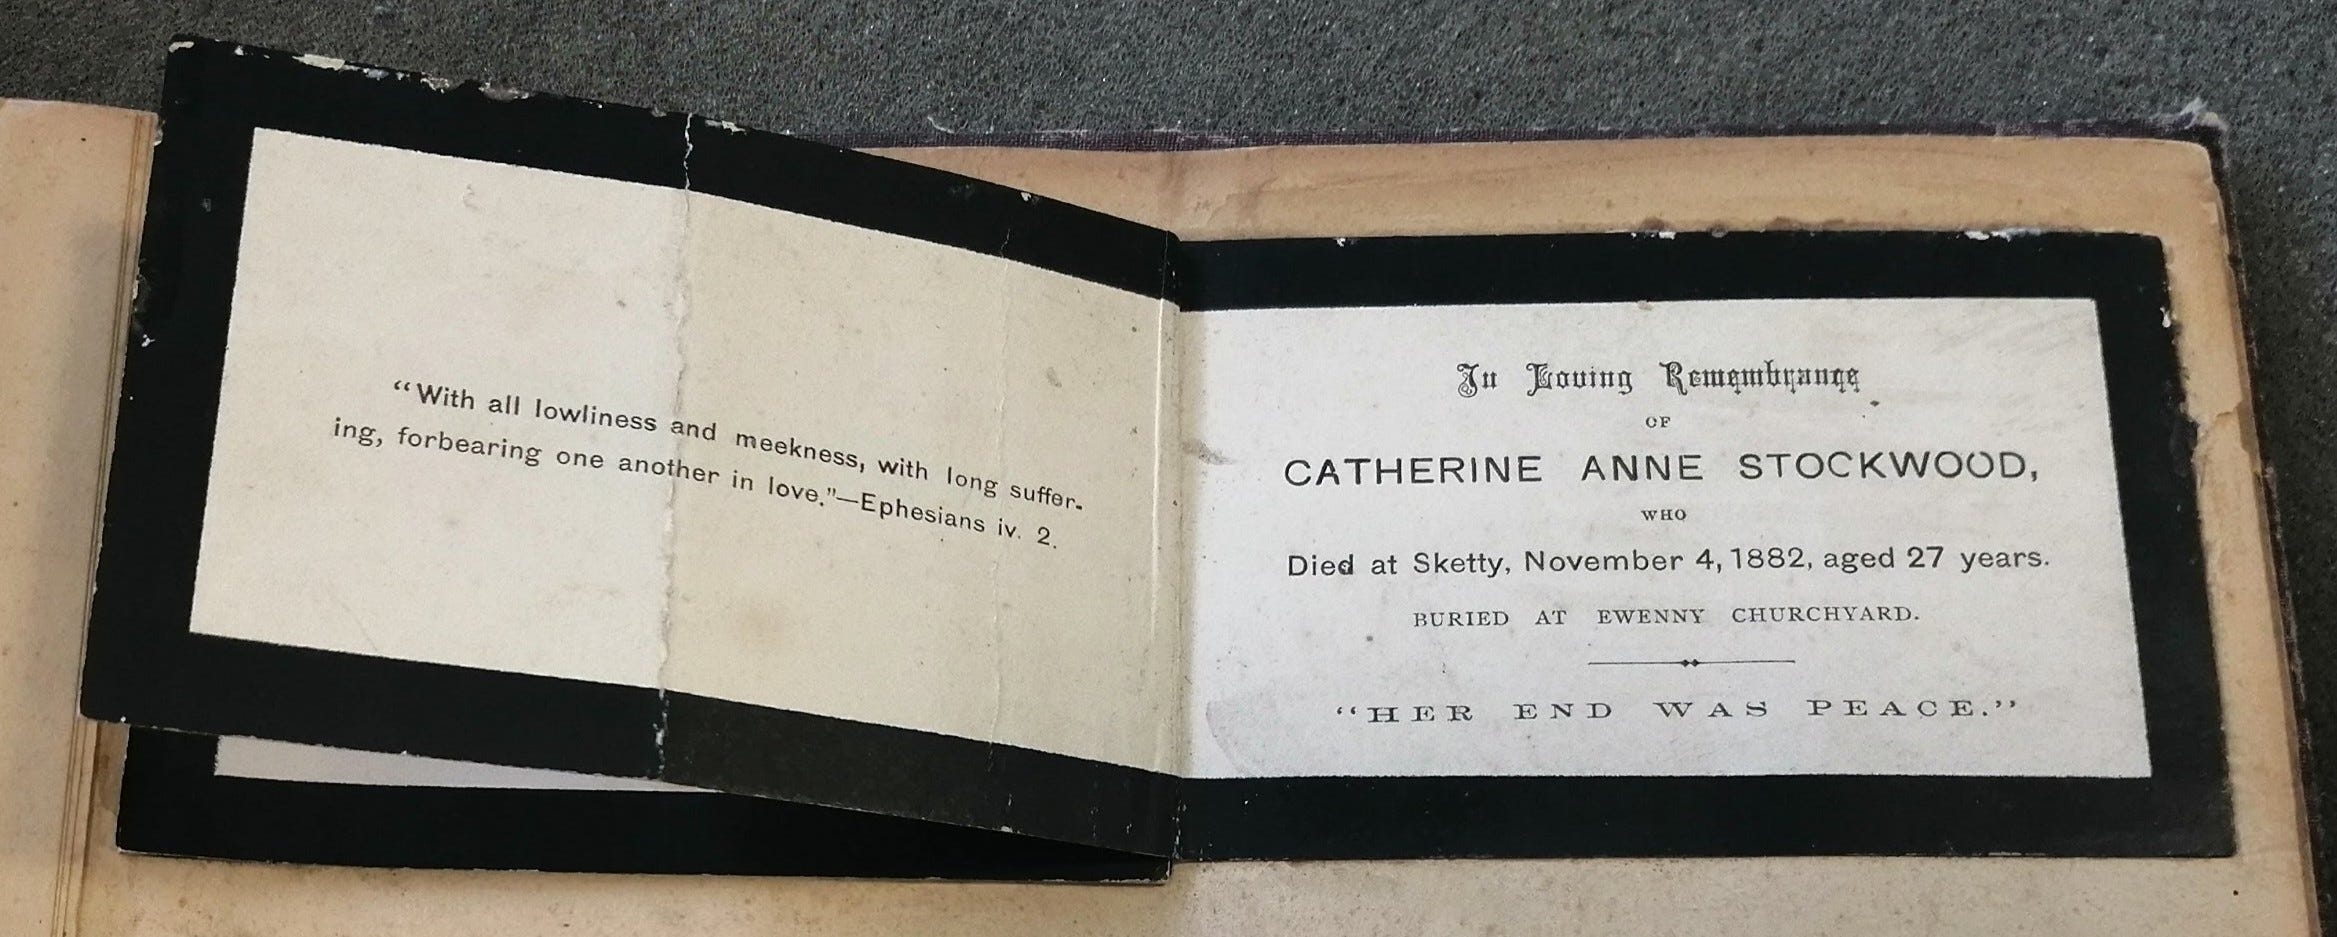 “With all lowliness and meekness, with long suffer-
ing, forbearing one another in love.”—Ephesians iv. 2.
In Loving Remembrance
OF
CATHERINE ANNE STOCKWOOD,
WHO
Died at Sketty, November 4, 1882, aged 27 years.
BURIED AT EWENNY CHURCHYARD.
“HER END WAS PEACE.”